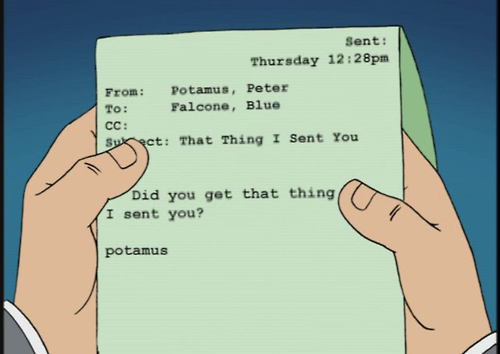 Sent:
Thursday 12:28pm
From: Potamus, Peter
To: Falcone, Blue
CC:
Subject: That Thing I Sent You
Did you get that thing
I sent you?
potamus